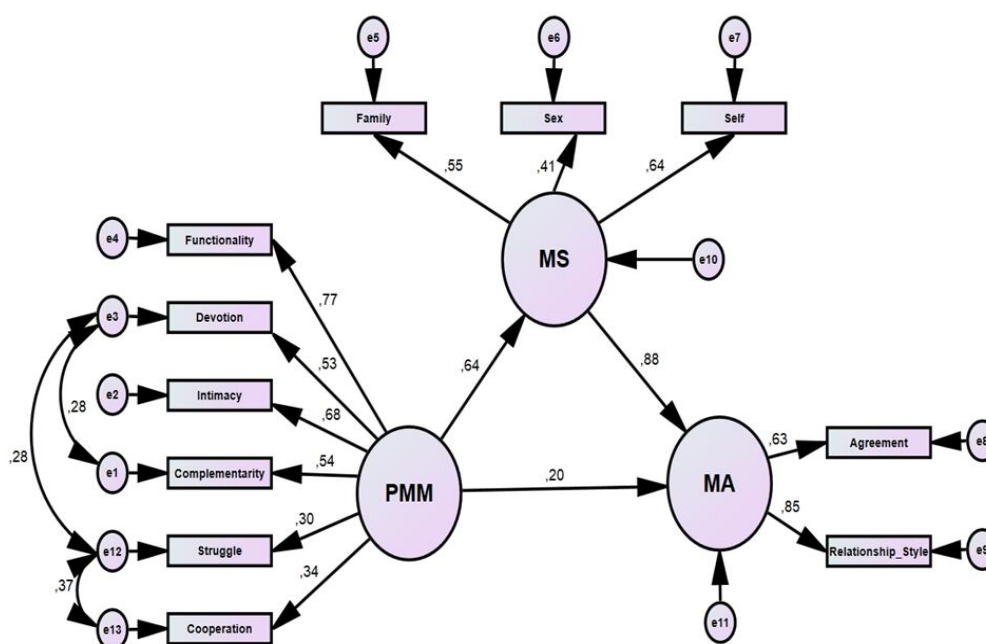 e5
e6
e7
Family
Sex
Self
,55
,41
,64
e4
Functionality
MS
e10
e3
Devotion
,77
,53
,64
,88
e2
Intimacy
,28
,68
,28
e1
Complementarity
,54
PMM
,20
MA
,63
Agreement
e8
,85
e12
Struggle
,30
Relationship_Style
e9
,37
,34
e13
Cooperation
e11